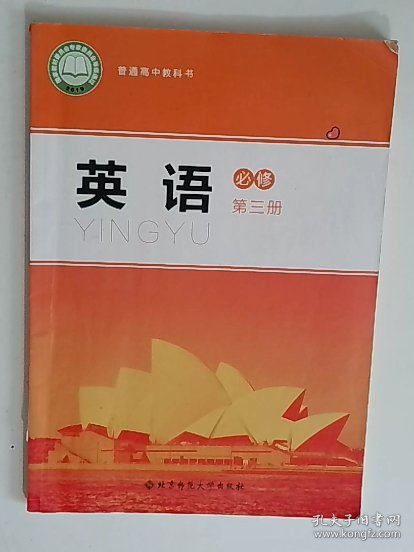 2019
普通高中教科书
英语
必修
第三册
YINGYU
北京师范大学出版社
孔夫子旧书网
www.kongfz.com